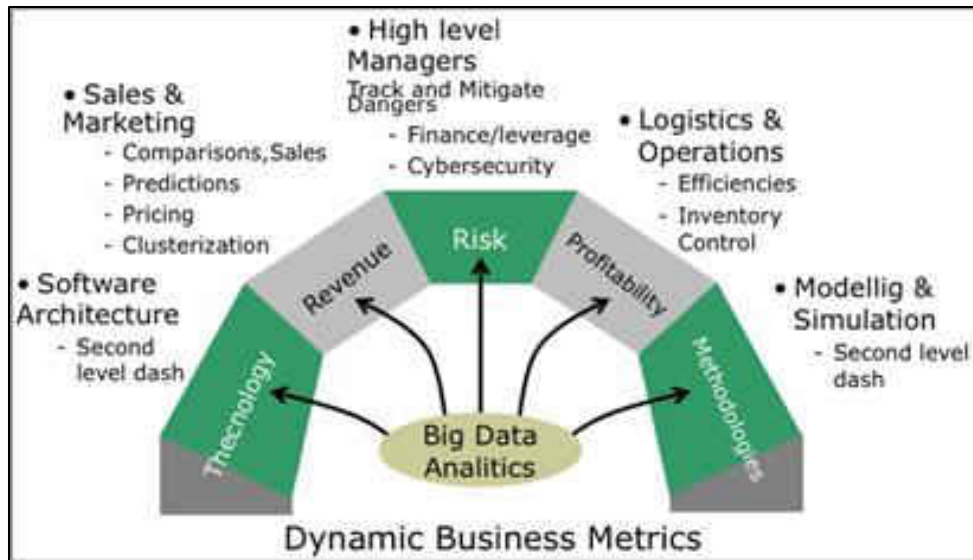 • High level
Managers
Track and Mitigate
Dangers
- Finance/leverage
- Cybersecurity
• Sales &
Marketing
- Comparisons,Sales
- Predictions
- Pricing
- Clusterization
• Logistics &
Operations
- Efficiencies
- Inventory
Control
• Software
Architecture
- Second
level dash
• Modellig &
Simulation
- Second level
dash
Thecnology
Revenue
Risk
Profitability
Methodologies
Big Data
Analitics
Dynamic Business Metrics